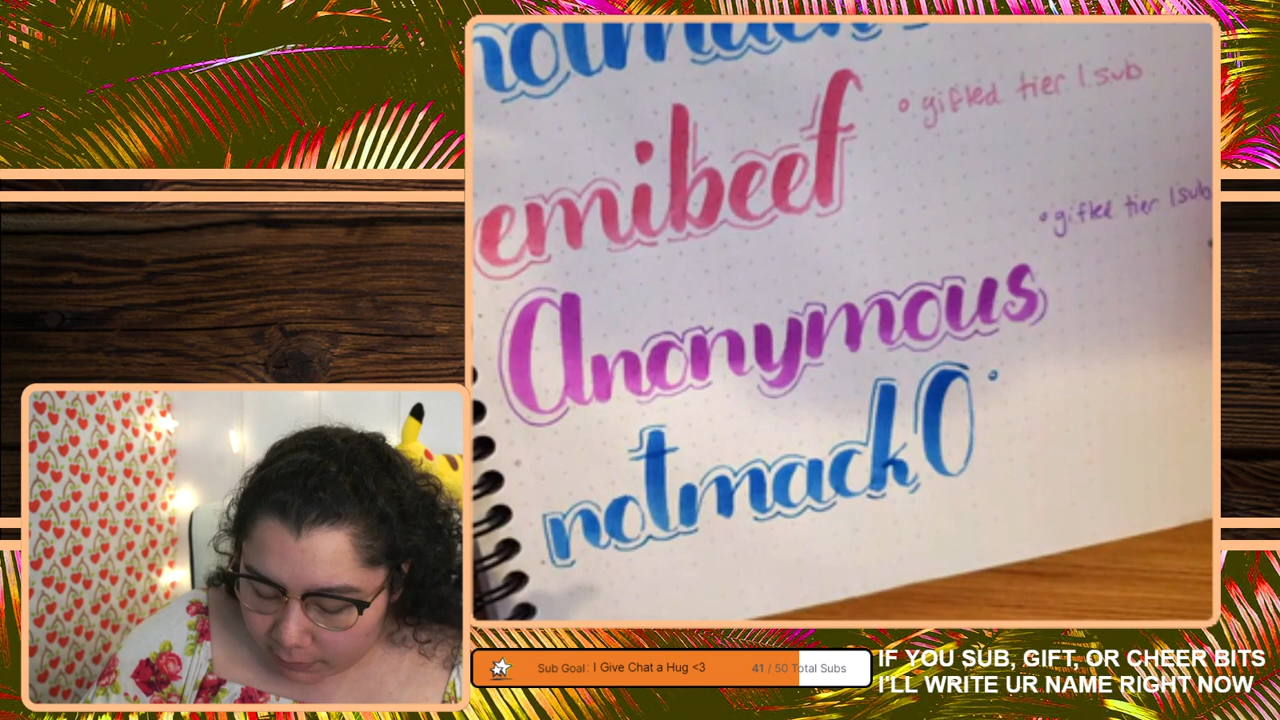 notmack
emibeef
° gifted tier 1 sub
° gifted tier 1 sub
Anonymous
notmack0
Sub Goal: I Give Chat a Hug <3 41 / 50 Total Subs
IF YOU SUB, GIFT, OR CHEER BITS
I'LL WRITE UR NAME RIGHT NOW